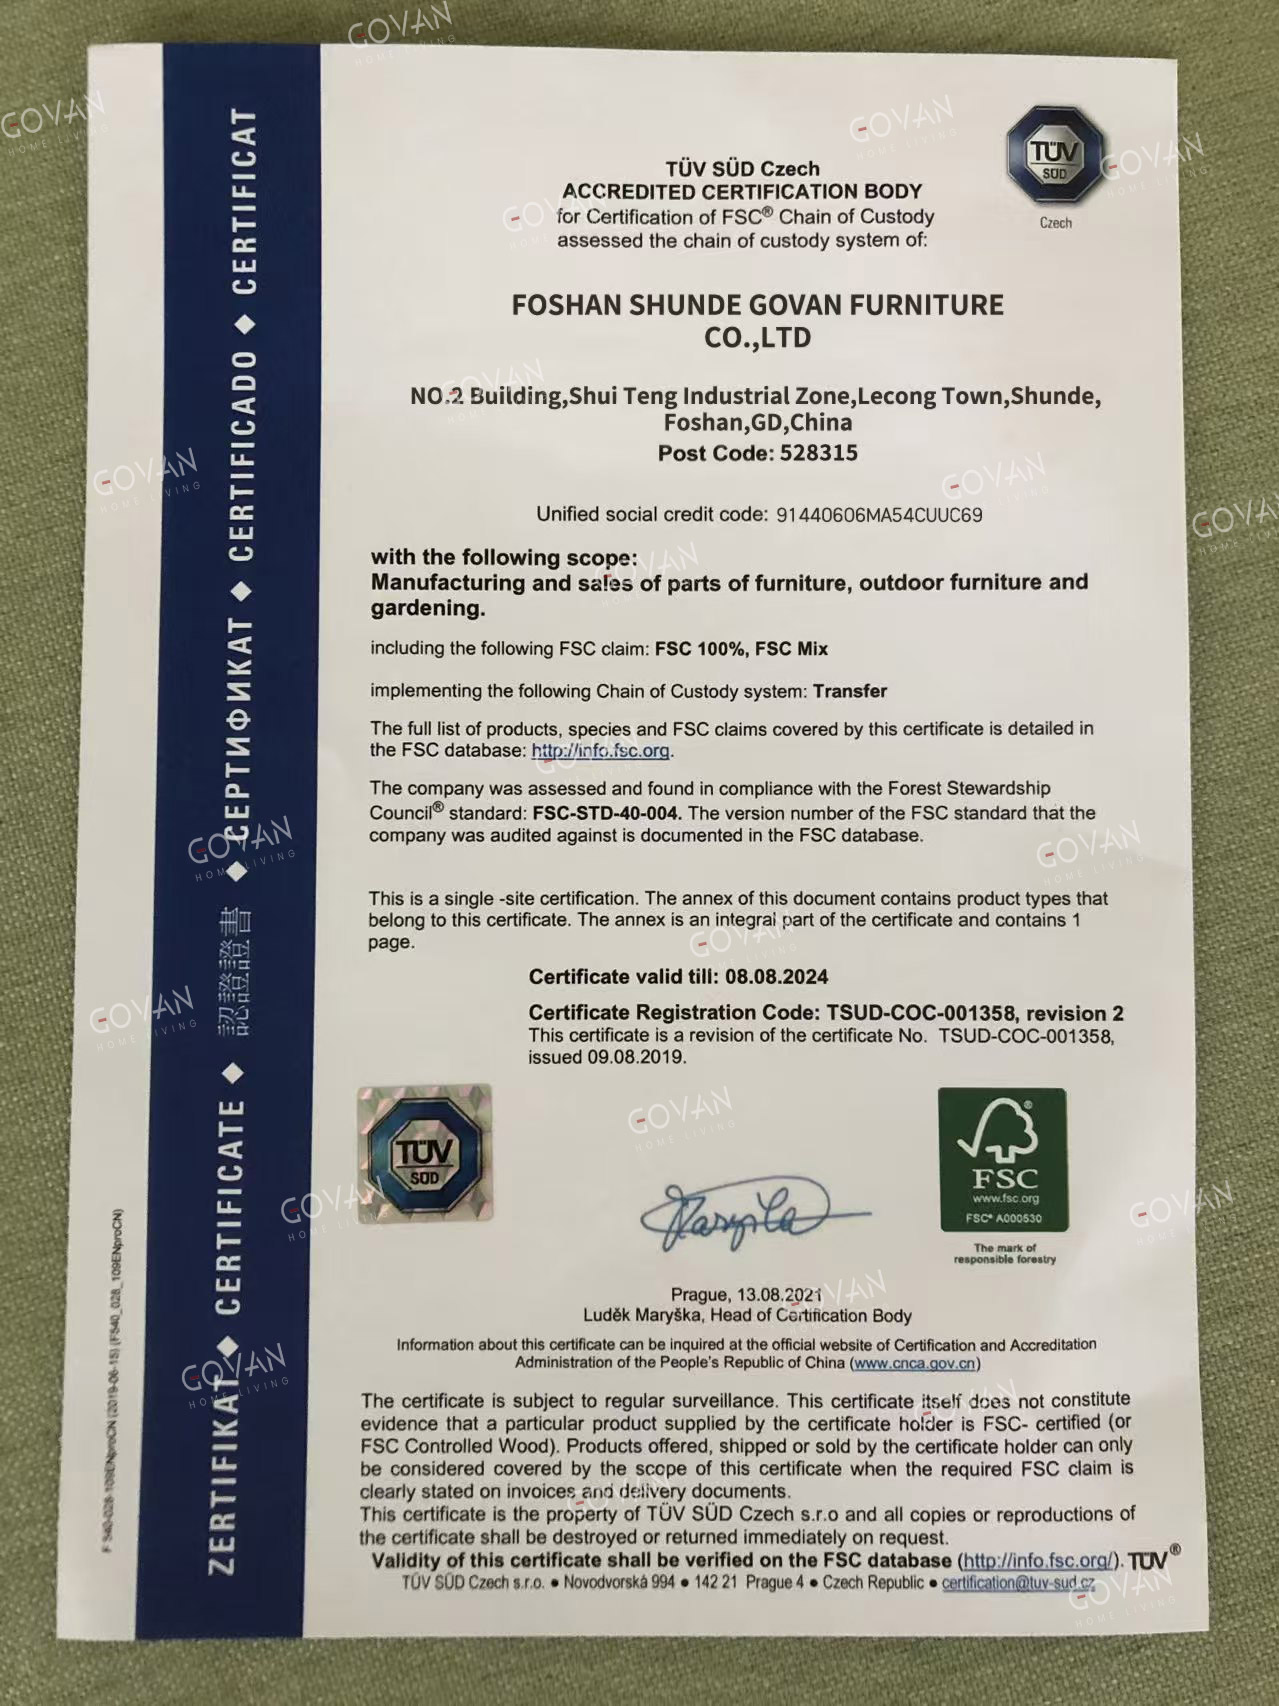 TÜV SÜD Czech
ACCREDITED CERTIFICATION BODY
for Certification of FSC® Chain of Custody
assessed the chain of custody system of:
TÜV
SÜD
Czech
FOSHAN SHUNDE GOVAN FURNITURE
CO.,LTD
NO.2 Building,Shui Teng Industrial Zone,Lecong Town,Shunde,
Foshan,GD,China
Post Code: 528315
Unified social credit code: 91440606MA54CUUC69
with the following scope:
Manufacturing and sales of parts of furniture, outdoor furniture and
gardening.
including the following FSC claim: FSC 100%, FSC Mix
implementing the following Chain of Custody system: Transfer
The full list of products, species and FSC claims covered by this certificate is detailed in
the FSC database: http://info.fsc.org.
The company was assessed and found in compliance with the Forest Stewardship
Council® standard: FSC-STD-40-004. The version number of the FSC standard that the
company was audited against is documented in the FSC database.
This is a single -site certification. The annex of this document contains product types that
belong to this certificate. The annex is an integral part of the certificate and contains 1
page.
Certificate valid till: 08.08.2024
Certificate Registration Code: TSUD-COC-001358, revision 2
This certificate is a revision of the certificate No. TSUD-COC-001358,
issued 09.08.2019.
TÜV
SÜD
FSC
www.fsc.org
FSC® A000530
The mark of
responsible forestry
Prague, 13.08.2021
Luděk Maryška, Head of Certification Body
Information about this certificate can be inquired at the official website of Certification and Accreditation
Administration of the People's Republic of China (www.cnca.gov.cn)
The certificate is subject to regular surveillance. This certificate itself does not constitute
evidence that a particular product supplied by the certificate holder is FSC- certified (or
FSC Controlled Wood). Products offered, shipped or sold by the certificate holder can only
be considered covered by the scope of this certificate when the required FSC claim is
clearly stated on invoices and delivery documents.
This certificate is the property of TÜV SÜD Czech s.r.o and all copies or reproductions of
the certificate shall be destroyed or returned immediately on request.
Validity of this certificate shall be verified on the FSC database (http://info.fsc.org/). TÜV®
TÜV SÜD Czech s.r.o. ● Novodvorská 994 ● 142 21 Prague 4 ● Czech Republic ● certification@tuv-sud.cz
ZERTIFIKAT ◆ CERTIFICATE ◆ 認證證書 ◆ СЕРТИФИКАТ ◆ CERTIFICADO ◆ CERTIFICAT
GOVAN
HOME LIVING